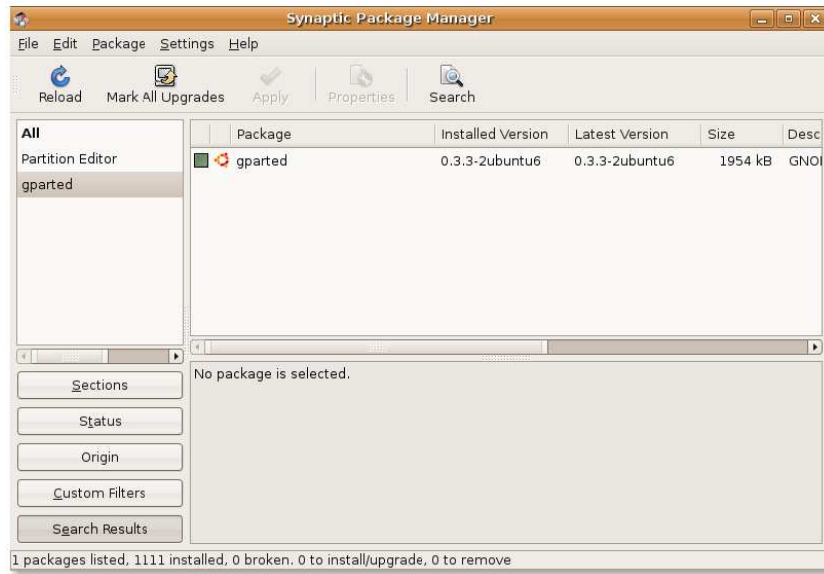 Synaptic Package Manager
File Edit Package Settings Help
Reload Mark All Upgrades Apply Properties Search
All
Partition Editor
gparted
Package Installed Version Latest Version Size Desc
gparted 0.3.3-2ubuntu6 0.3.3-2ubuntu6 1954 kB GNO
No package is selected.
Sections
Status
Origin
Custom Filters
Search Results
1 packages listed, 1111 installed, 0 broken. 0 to install/upgrade, 0 to remove